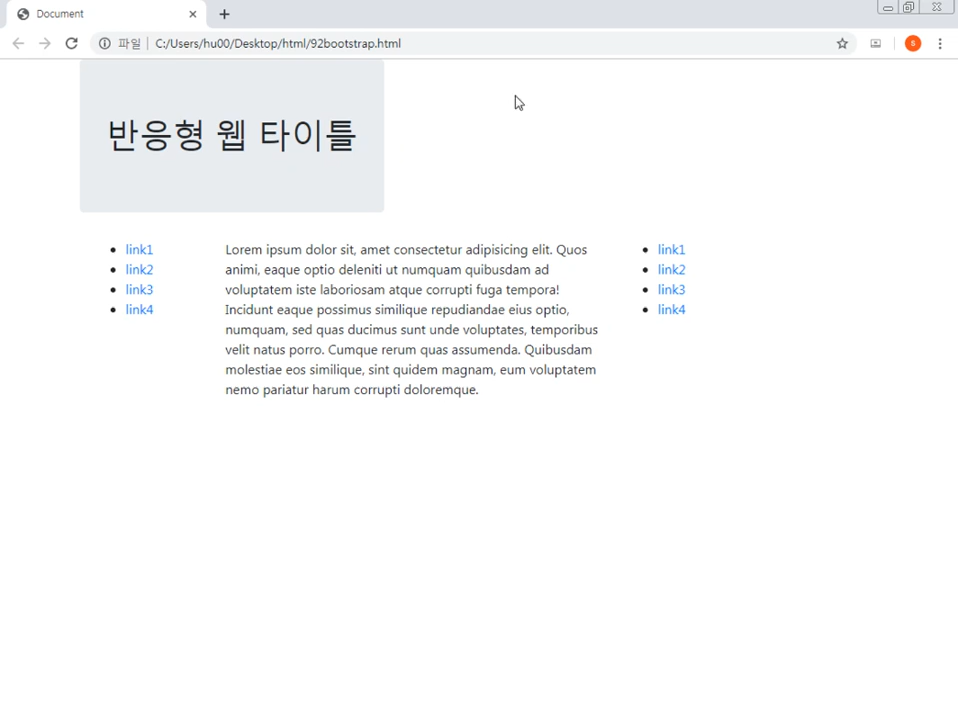 Document
파일 C:/Users/hu00/Desktop/html/92bootstrap.html
s
반응형 웹 타이틀
link1
link2
link3
link4
Lorem ipsum dolor sit, amet consectetur adipisicing elit. Quos
animi, eaque optio deleniti ut numquam quibusdam ad
voluptatem iste laboriosam atque corrupti fuga tempora!
Incidunt eaque possimus similique repudiandae eius optio,
numquam, sed quas ducimus sunt unde voluptates, temporibus
velit natus porro. Cumque rerum quas assumenda. Quibusdam
molestiae eos similique, sint quidem magnam, eum voluptatem
nemo pariatur harum corrupti doloremque.
link1
link2
link3
link4